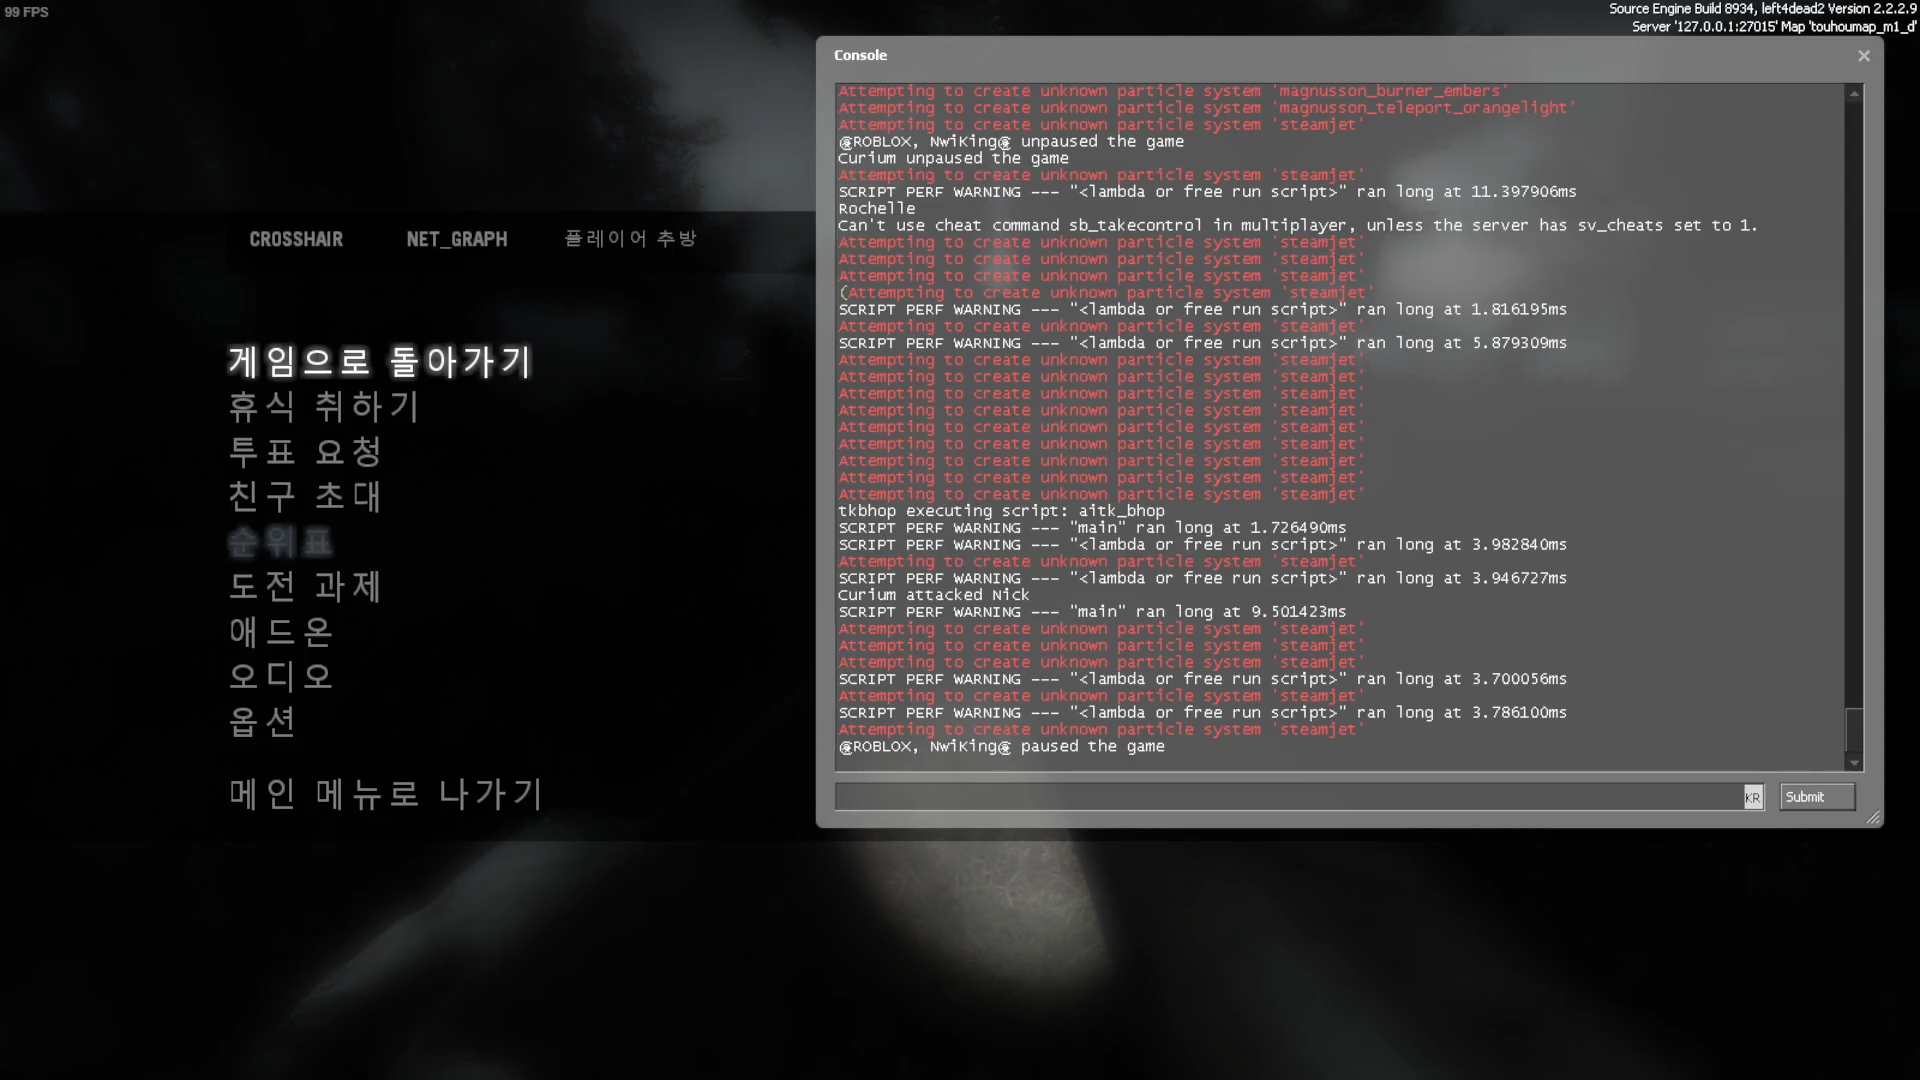 99 FPS
Source Engine Build 8934, left4dead2 Version 2.2.2.9
Server '127.0.0.1:27015' Map 'touhoumap_m1_d'
CROSSHAIR NET_GRAPH 플레이어 추방
게임으로 돌아가기
휴식 취하기
투표 요청
친구 초대
순위표
도전 과제
애드온
오디오
옵션
메인 메뉴로 나가기
Console
Attempting to create unknown particle system 'magnusson_burner_embers'
Attempting to create unknown particle system 'magnusson_teleport_orangelight'
Attempting to create unknown particle system 'steamjet'
@ROBLOX, NwiKing@ unpaused the game
Curium unpaused the game
Attempting to create unknown particle system 'steamjet'
SCRIPT PERF WARNING --- "<lambda or free run script>" ran long at 11.397906ms
Rochelle
Can't use cheat command sb_takecontrol in multiplayer, unless the server has sv_cheats set to 1.
Attempting to create unknown particle system 'steamjet'
Attempting to create unknown particle system 'steamjet'
Attempting to create unknown particle system 'steamjet'
(Attempting to create unknown particle system 'steamjet'
SCRIPT PERF WARNING --- "<lambda or free run script>" ran long at 1.816195ms
Attempting to create unknown particle system 'steamjet'
SCRIPT PERF WARNING --- "<lambda or free run script>" ran long at 5.879309ms
Attempting to create unknown particle system 'steamjet'
Attempting to create unknown particle system 'steamjet'
Attempting to create unknown particle system 'steamjet'
Attempting to create unknown particle system 'steamjet'
Attempting to create unknown particle system 'steamjet'
Attempting to create unknown particle system 'steamjet'
Attempting to create unknown particle system 'steamjet'
Attempting to create unknown particle system 'steamjet'
Attempting to create unknown particle system 'steamjet'
tkbhop executing script: aitk_bhop
SCRIPT PERF WARNING --- "main" ran long at 1.726490ms
SCRIPT PERF WARNING --- "<lambda or free run script>" ran long at 3.982840ms
Attempting to create unknown particle system 'steamjet'
SCRIPT PERF WARNING --- "<lambda or free run script>" ran long at 3.946727ms
Curium attacked Nick
SCRIPT PERF WARNING --- "main" ran long at 9.501423ms
Attempting to create unknown particle system 'steamjet'
Attempting to create unknown particle system 'steamjet'
Attempting to create unknown particle system 'steamjet'
SCRIPT PERF WARNING --- "<lambda or free run script>" ran long at 3.700056ms
Attempting to create unknown particle system 'steamjet'
SCRIPT PERF WARNING --- "<lambda or free run script>" ran long at 3.786100ms
Attempting to create unknown particle system 'steamjet'
@ROBLOX, NwiKing@ paused the game
KR Submit